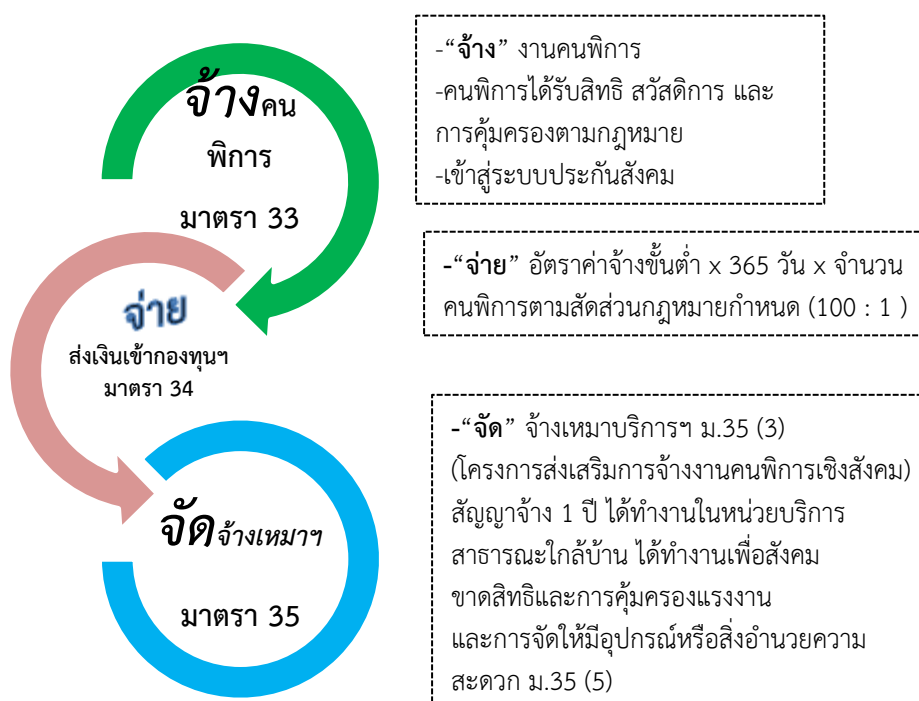 จ้างคน
พิการ
มาตรา 33
-“จ้าง” งานคนพิการ
-คนพิการได้รับสิทธิ สวัสดิการ และ
การคุ้มครองตามกฎหมาย
-เข้าสู่ระบบประกันสังคม
จ่าย
ส่งเงินเข้ากองทุนฯ
มาตรา 34
-“จ่าย” อัตราค่าจ้างขั้นต่ำ x 365 วัน x จำนวน
คนพิการตามสัดส่วนกฎหมายกำหนด (100 : 1 )
จัดจ้างเหมาฯ
มาตรา 35
-“จัด” จ้างเหมาบริการฯ ม.35 (3)
(โครงการส่งเสริมการจ้างงานคนพิการเชิงสังคม)
สัญญาจ้าง 1 ปี ได้ทำงานในหน่วยบริการ
สาธารณะใกล้บ้าน ได้ทำงานเพื่อสังคม
ขาดสิทธิและการคุ้มครองแรงงาน
และการจัดให้มีอุปกรณ์หรือสิ่งอำนวยความ
สะดวก ม.35 (5)